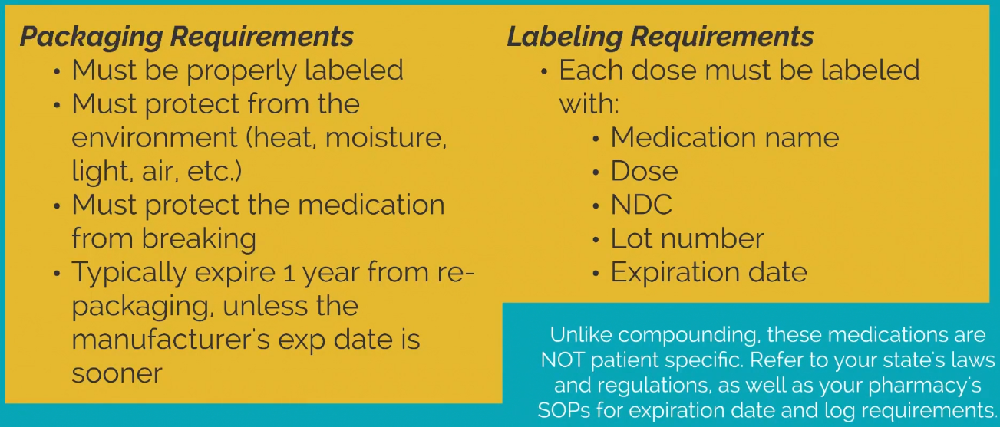 Packaging Requirements
• Must be properly labeled
• Must protect from the
environment (heat, moisture,
light, air, etc.)
• Must protect the medication
from breaking
• Typically expire 1 year from re-
packaging, unless the
manufacturer's exp date is
sooner
Labeling Requirements
• Each dose must be labeled
with:
• Medication name
• Dose
• NDC
• Lot number
• Expiration date
Unlike compounding, these medications are
NOT patient specific. Refer to your state's laws
and regulations, as well as your pharmacy's
SOPs for expiration date and log requirements.